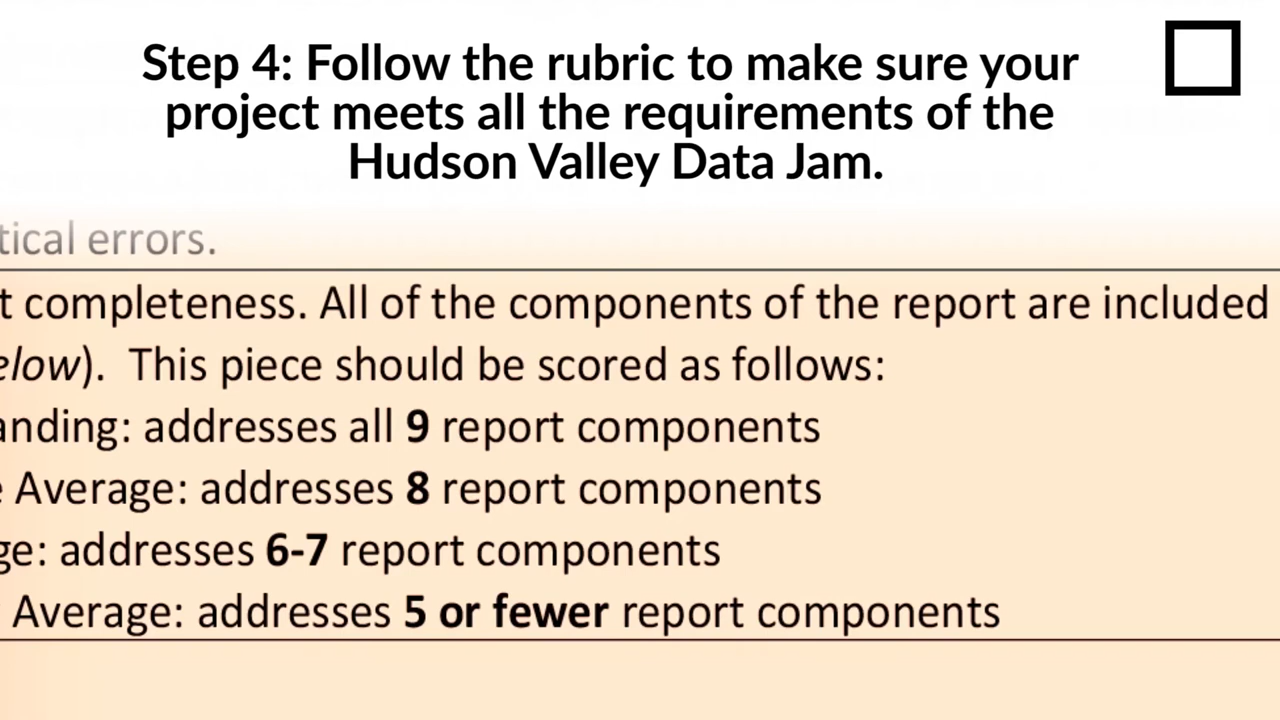 Step 4: Follow the rubric to make sure your
project meets all the requirements of the
Hudson Valley Data Jam.
tical errors.
t completeness. All of the components of the report are included
elow). This piece should be scored as follows:
anding: addresses all 9 report components
e Average: addresses 8 report components
ge: addresses 6-7 report components
Average: addresses 5 or fewer report components